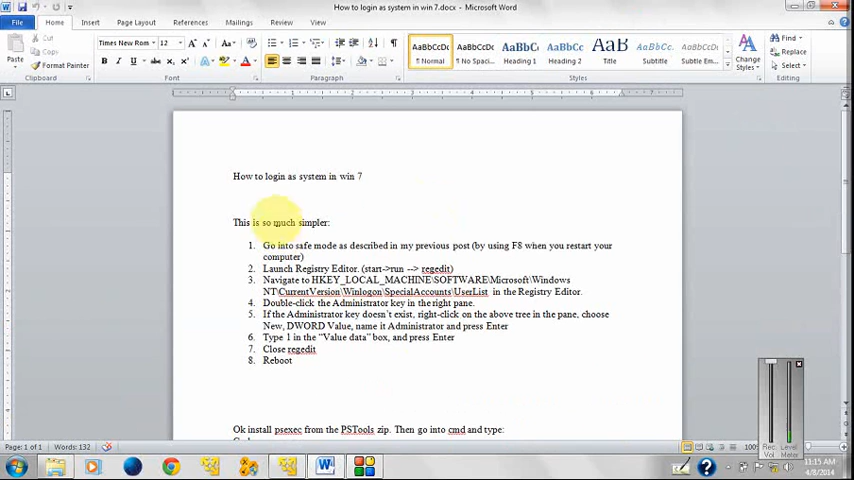 How to login as system in win 7.docx - Microsoft Word
File Home Insert Page Layout References Mailings Review View
Paste Cut Copy Format Painter
Times New Rom 12
AaBbCcDc AaBbCcDc AaBbC AaBbCc AaB AaBbCc. AaBbCcDc
¶ Normal ¶ No Spaci... Heading 1 Heading 2 Title Subtitle Subtle Em...
Change Styles
Find Replace Select
Clipboard Font Paragraph Styles Editing
How to login as system in win 7
This is so much simpler:
1. Go into safe mode as described in my previous post (by using F8 when you restart your
computer)
2. Launch Registry Editor. (start->run --> regedit)
3. Navigate to HKEY_LOCAL_MACHINE\SOFTWARE\Microsoft\Windows
NT\CurrentVersion\Winlogon\SpecialAccounts\UserList in the Registry Editor.
4. Double-click the Administrator key in the right pane.
5. If the Administrator key doesn't exist, right-click on the above tree in the pane, choose
New, DWORD Value, name it Administrator and press Enter
6. Type 1 in the "Value data" box, and press Enter
7. Close regedit
8. Reboot
Ok install psexec from the PSTools zip. Then go into cmd and type:
Rec Vol Level Meter
Page: 1 of 1 Words: 132
11:15 AM
4/8/2014